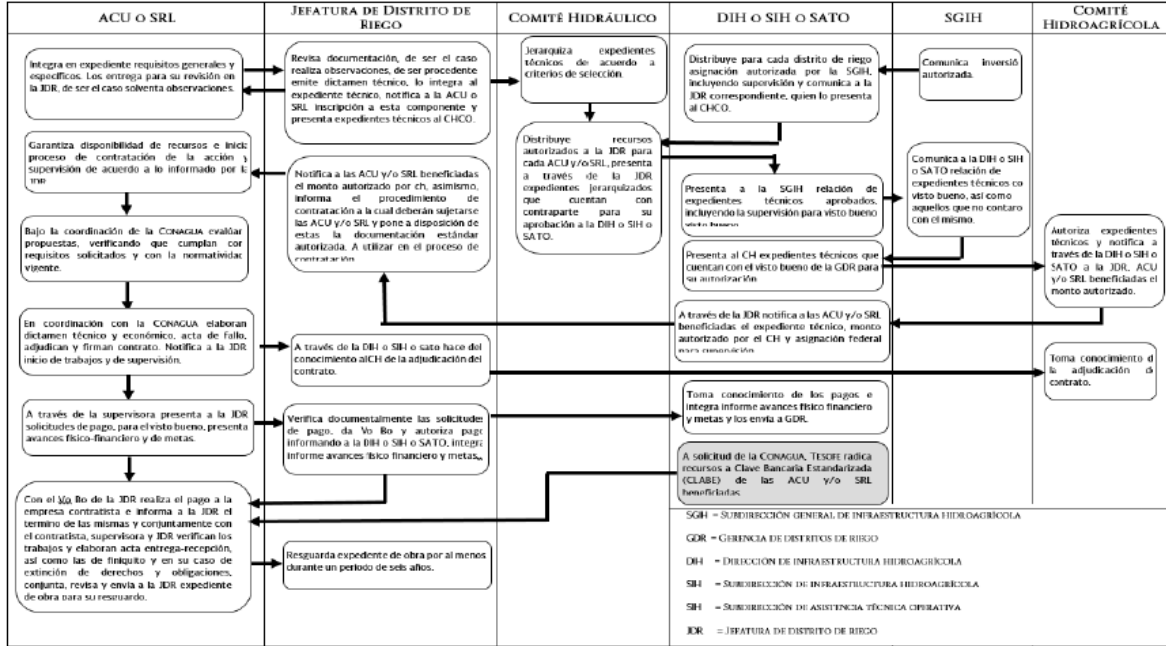 ACU O SRL
JEFATURA DE DISTRITO DE
RIEGO
COMITÉ HIDRÁULICO
DIH O SIH O SATO
SGIH
COMITÉ
HIDROAGRÍCOLA
Integra en expediente requisitos generales y
específicos. Los entrega para su revisión en
la JDR, de ser el caso solventa observaciones.
Garantiza disponibilidad de recursos e inicia
proceso de contratación de la acción y
supervisión de acuerdo a lo informado por la
JDR
Bajo la coordinación de la CONAGUA evalúan
propuestas, verificando que cumplan con
requisitos solicitados y con la normatividad
vigente.
En coordinación con la CONAGUA elaboran
dictamen técnico y económico, acta de fallo,
adjudican y firman contrato. Notifica a la JDR
inicio de trabajos y de supervisión.
A través de la supervisora presenta a la JDR
solicitudes de pago, para el visto bueno, presenta
avances físico-financiero y de metas.
Con el Vo Bo de la JDR realiza el pago a la
empresa contratista e informa a la JDR el
termino de las mismas y conjuntamente con
el contratista, supervisora y JDR verifican los
trabajos y elaboran acta entrega-recepción,
así como las de finiquito y en su caso de
extinción de derechos y obligaciones,
conjunta, revisa y envía a la JDR expediente
de obra para su resguardo.
Revisa documentación, de ser el caso
realiza observaciones, de ser procedente
emite dictamen técnico, lo integra al
expediente técnico, notifica a la ACU o
SRL inscripción a esta componente y
presenta expedientes técnicos al CHCO.
Notifica a las ACU y/o SRL beneficiadas
el monto autorizado por ch, asimismo,
informa el procedimiento de
contratación a la cual deberán sujetarse
las ACU y/o SRL y pone a disposición de
estas la documentación estándar
autorizada. A utilizar en el proceso de
contratación.
A través de la DIH o SIH o sato hace del
conocimiento al CH de la adjudicación del
contrato.
Verifica documentalmente las solicitudes
de pago, da Vo Bo y autoriza pago
informando a la DIH o SIH o SATO, integra
informe avances físico financiero y metas
Resguarda expediente de obra por al menos
durante un periodo de seis años.
Jerarquiza expedientes
técnicos de acuerdo a
criterios de selección.
Distribuye recursos
autorizados a la JDR para
cada ACU y/o SRL, presenta
a través de la JDR
expedientes jerarquizados
que cuentan con
contraparte para su
aprobación a la DIH o SIH o
SATO.
Distribuye para cada distrito de riego
asignación autorizada por la SGIH,
incluyendo supervisión y comunica a la
JDR correspondiente, quien lo presenta
al CHCO.
Presenta a la SGIH relación de
expedientes técnicos aprobados,
incluyendo la supervisión para visto bueno
visto bueno
Presenta al CH expedientes técnicos que
cuentan con el visto bueno de la GDR para
su autorización.
A través de la JDR notifica a las ACU y/o SRL
beneficiadas el expediente técnico, monto
autorizado por el CH y asignación federal
para supervisión.
Toma conocimiento de los pagos e
integra informe avances físico financiero
y metas y los envía a GDR.
A solicitud de la CONAGUA, TESOFE radica
recursos a Clave Bancaria Estandarizada
(CLABE) de las ACU y/o SRL
beneficiadas
Comunica inversió
autorizada.
Comunica a la DIH o SIH
o SATO relación de
expedientes técnicos co
visto bueno, así como
aquellos que no contaro
con el mismo.
Autoriza expedientes
técnicos y notifica a
través de la DIH o SIH o
SATO a la JDR, ACU
y/o SRL beneficiadas el
monto autorizado.
Toma conocimiento d
la adjudicación de
contrato.
SGIH = SUBDIRECCIÓN GENERAL DE INFRAESTRUCTURA HIDROAGRÍCOLA
GDR = GERENCIA DE DISTRITOS DE RIEGO
DIH = DIRECCIÓN DE INFRAESTRUCTURA HIDROAGRÍCOLA
SIH = SUBDIRECCIÓN DE INFRAESTRUCTURA HIDROAGRÍCOLA
SIH = SUBDIRECCIÓN DE ASISTENCIA TÉCNICA OPERATIVA
JDR = JEFATURA DE DISTRITO DE RIEGO